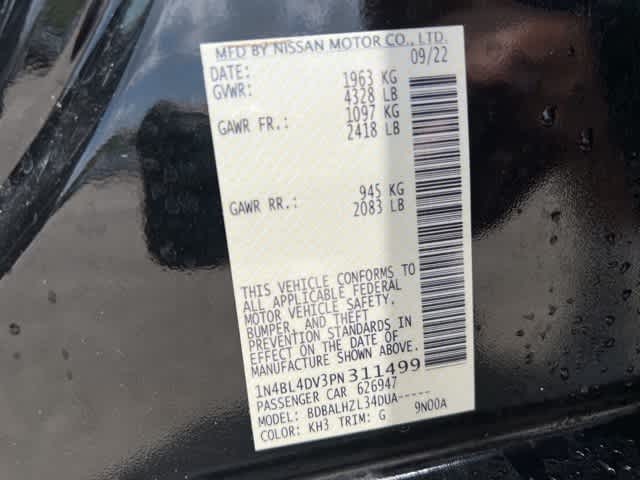 MFD BY NISSAN MOTOR CO., LTD.
DATE: 09/22
GVWR: 1963 KG
4328 LB
GAWR FR.: 1097 KG
2418 LB
GAWR RR.: 945 KG
2083 LB
THIS VEHICLE CONFORMS TO
ALL APPLICABLE FEDERAL
MOTOR VEHICLE SAFETY,
BUMPER, AND THEFT
PREVENTION STANDARDS IN
EFFECT ON THE DATE OF
MANUFACTURE SHOWN ABOVE.
1N4BL4DV3PN311499
PASSENGER CAR 626947
MODEL: BDBALHZL34DUA-----
COLOR: KH3 TRIM: G 9N00A